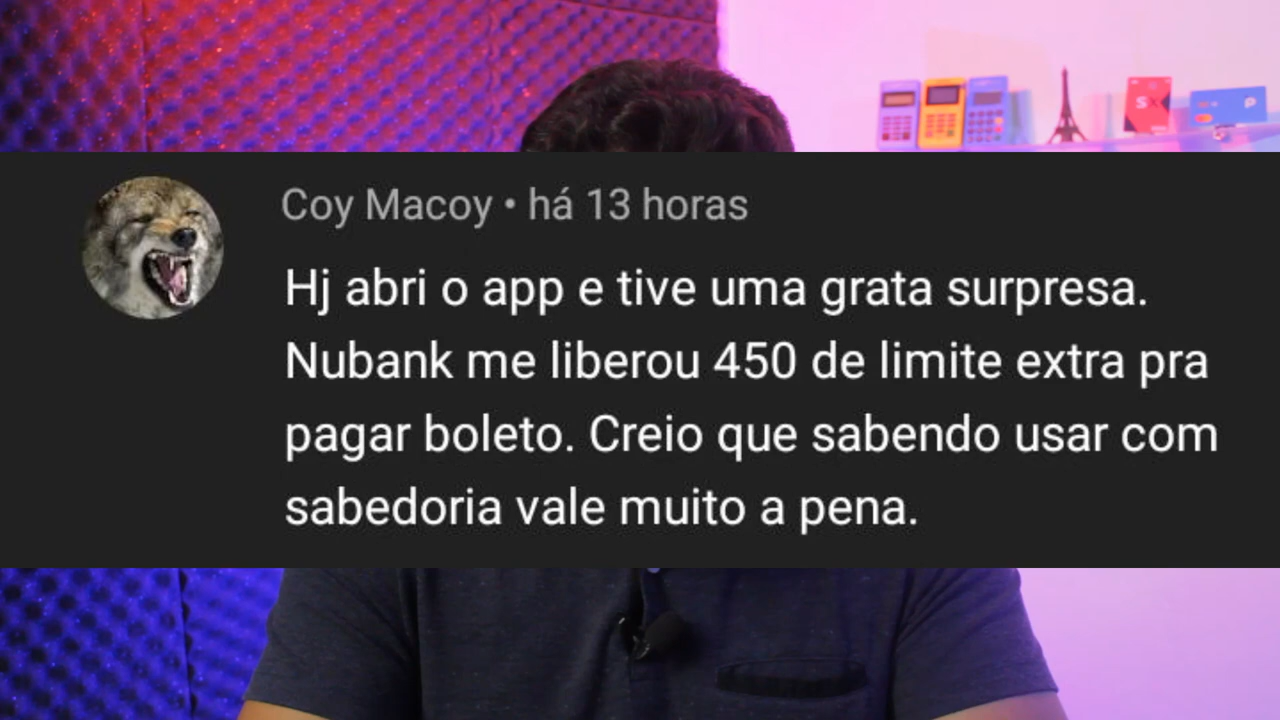 Coy Macoy • há 13 horas
Hj abri o app e tive uma grata surpresa.
Nubank me liberou 450 de limite extra pra
pagar boleto. Creio que sabendo usar com
sabedoria vale muito a pena.